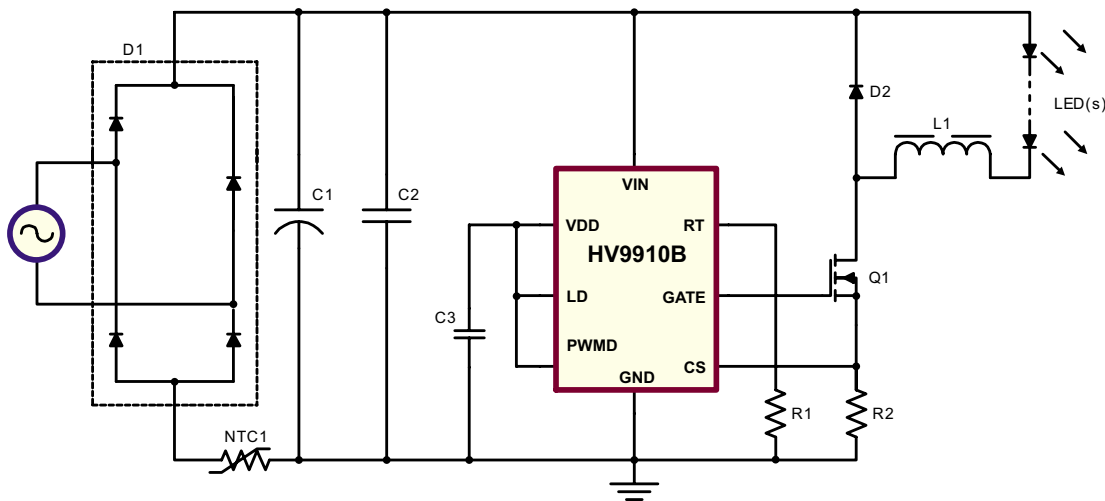 D1
D2
LED(s)
L1
C1
C2
VIN
VDD
RT
HV9910B
Q1
LD
GATE
C3
PWMD
CS
GND
R1
R2
NTC1